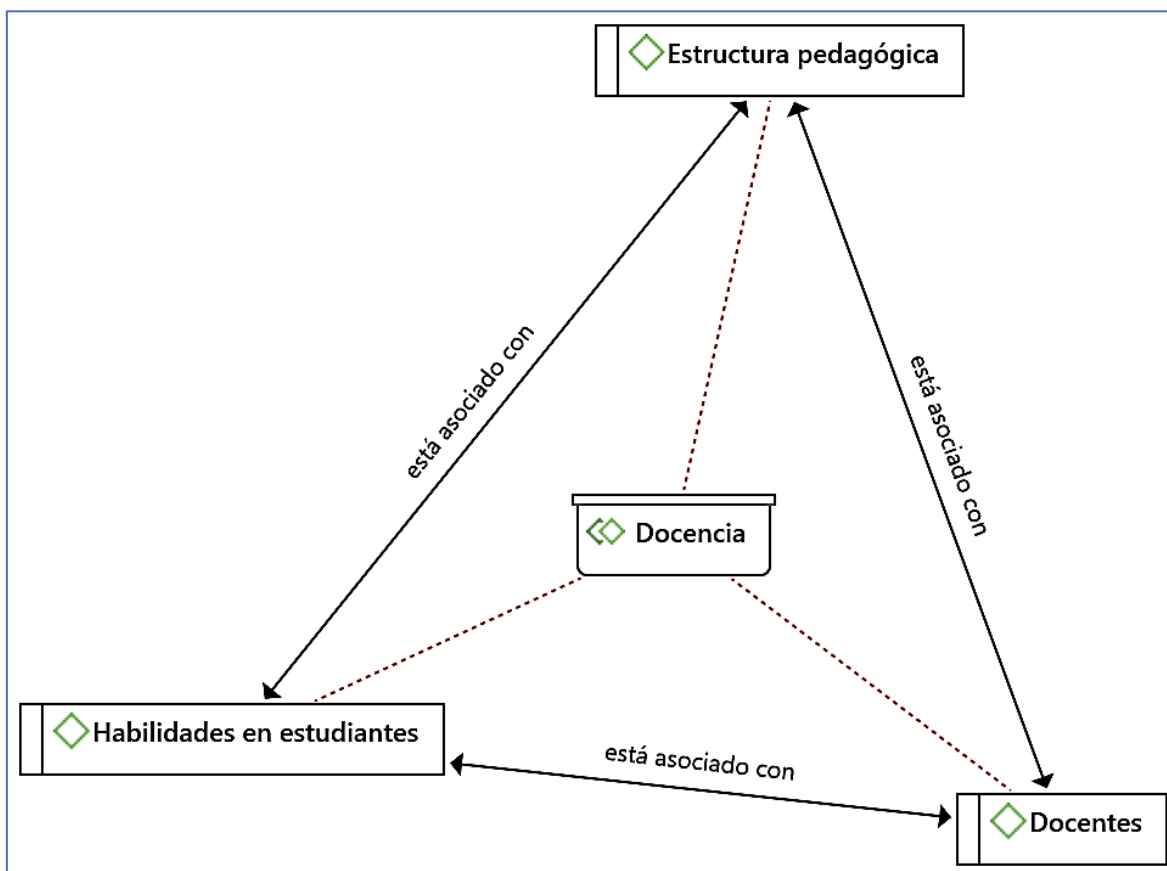 Estructura pedagógica
está asociado con
está asociado con
Docencia
Habilidades en estudiantes
está asociado con
Docentes